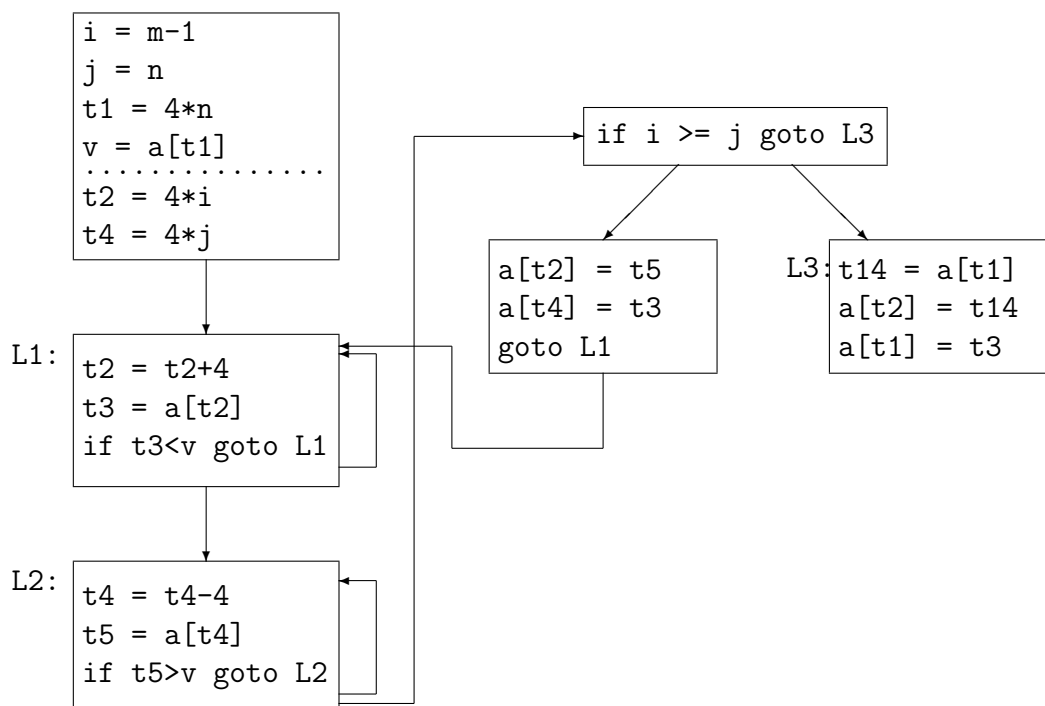 i = m-1
j = n
t1 = 4*n
v = a[t1]
...............
t2 = 4*i
t4 = 4*j
L1:
t2 = t2+4
t3 = a[t2]
if t3<v goto L1
L2:
t4 = t4-4
t5 = a[t4]
if t5>v goto L2
if i >= j goto L3
a[t2] = t5
a[t4] = t3
goto L1
L3:
t14 = a[t1]
a[t2] = t14
a[t1] = t3